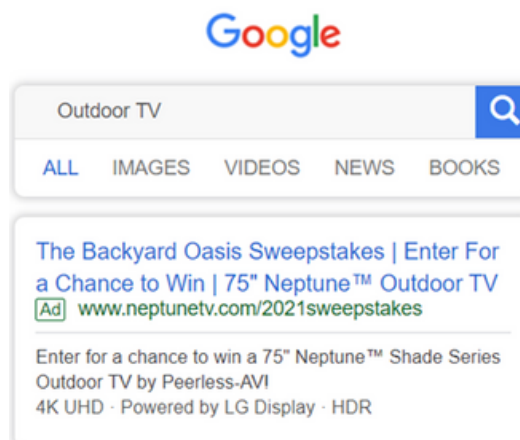 Google
Outdoor TV
ALL IMAGES VIDEOS NEWS BOOKS
The Backyard Oasis Sweepstakes | Enter For
a Chance to Win | 75" Neptune™ Outdoor TV
Ad www.neptunetv.com/2021sweepstakes
Enter for a chance to win a 75" Neptune™ Shade Series
Outdoor TV by Peerless-AV!
4K UHD · Powered by LG Display · HDR